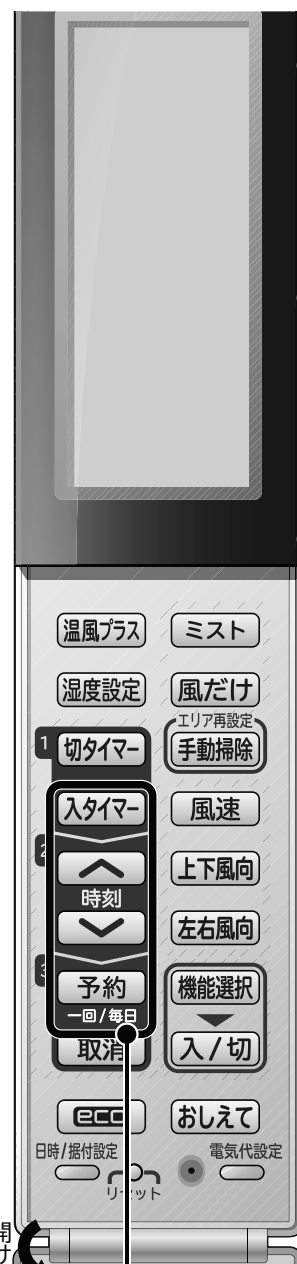 温風プラス ミスト
湿度設定 風だけ
エリア再設定
1 切タイマー 手動掃除
入タイマー 風速
2
上下風向
時刻
左右風向
3 予約 機能選択
一回/毎日
取消 入/切
eco おしえて
日時/据付設定 電気代設定
リセット
開
け